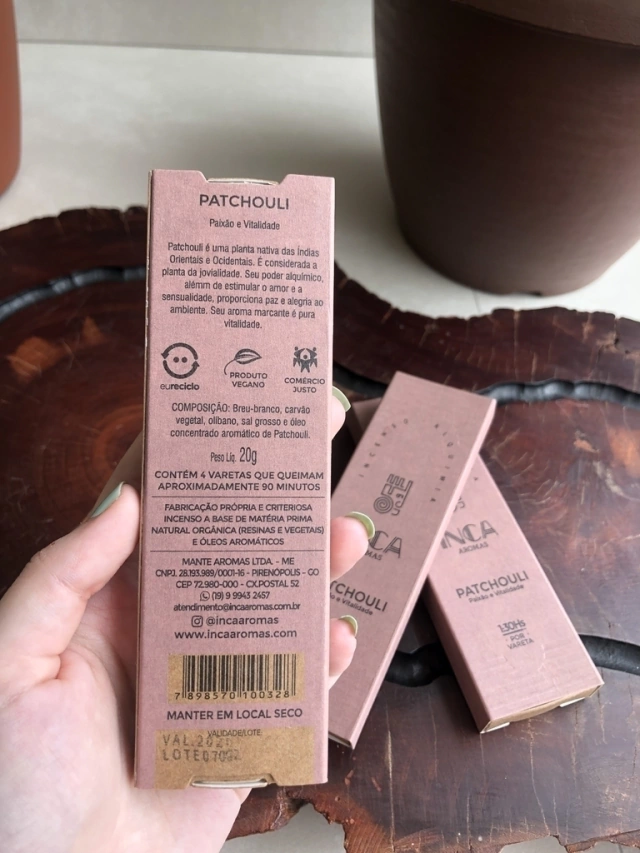 PATCHOULI
Paixão e Vitalidade
Patchouli é uma planta nativa das Índias
Orientais e Ocidentais. É considerada a
planta da jovialidade. Seu poder alquímico,
alémm de estimular o amor e a
sensualidade, proporciona paz e alegria ao
ambiente. Seu aroma marcante é pura
vitalidade.
eureciclo
PRODUTO
VEGANO
COMÉRCIO
JUSTO
COMPOSIÇÃO: Breu-branco, carvão
vegetal, olíbano, sal grosso e óleo
concentrado aromático de Patchouli.
Peso Líq. 20g
CONTÉM 4 VARETAS QUE QUEIMAM
APROXIMADAMENTE 90 MINUTOS
FABRICAÇÃO PRÓPRIA E CRITERIOSA
INCENSO A BASE DE MATÉRIA PRIMA
NATURAL ORGÂNICA (RESINAS E VEGETAIS)
E ÓLEOS AROMÁTICOS
MANTE AROMAS LTDA. - ME
CNPJ. 28.193.989/0001-16 - PIRENÓPOLIS - GO
CEP 72.980-000 - CX.POSTAL 52
(19) 9 9943 2457
atendimento@incaaromas.com.br
@incaaromas
www.incaaromas.com
7 898570 100328
MANTER EM LOCAL SECO
VALIDADE/LOTE
VAL.
INCA
AROMAS
PATCHOULI
Paixão e Vitalidade
1:30Hs
POR
VARETA